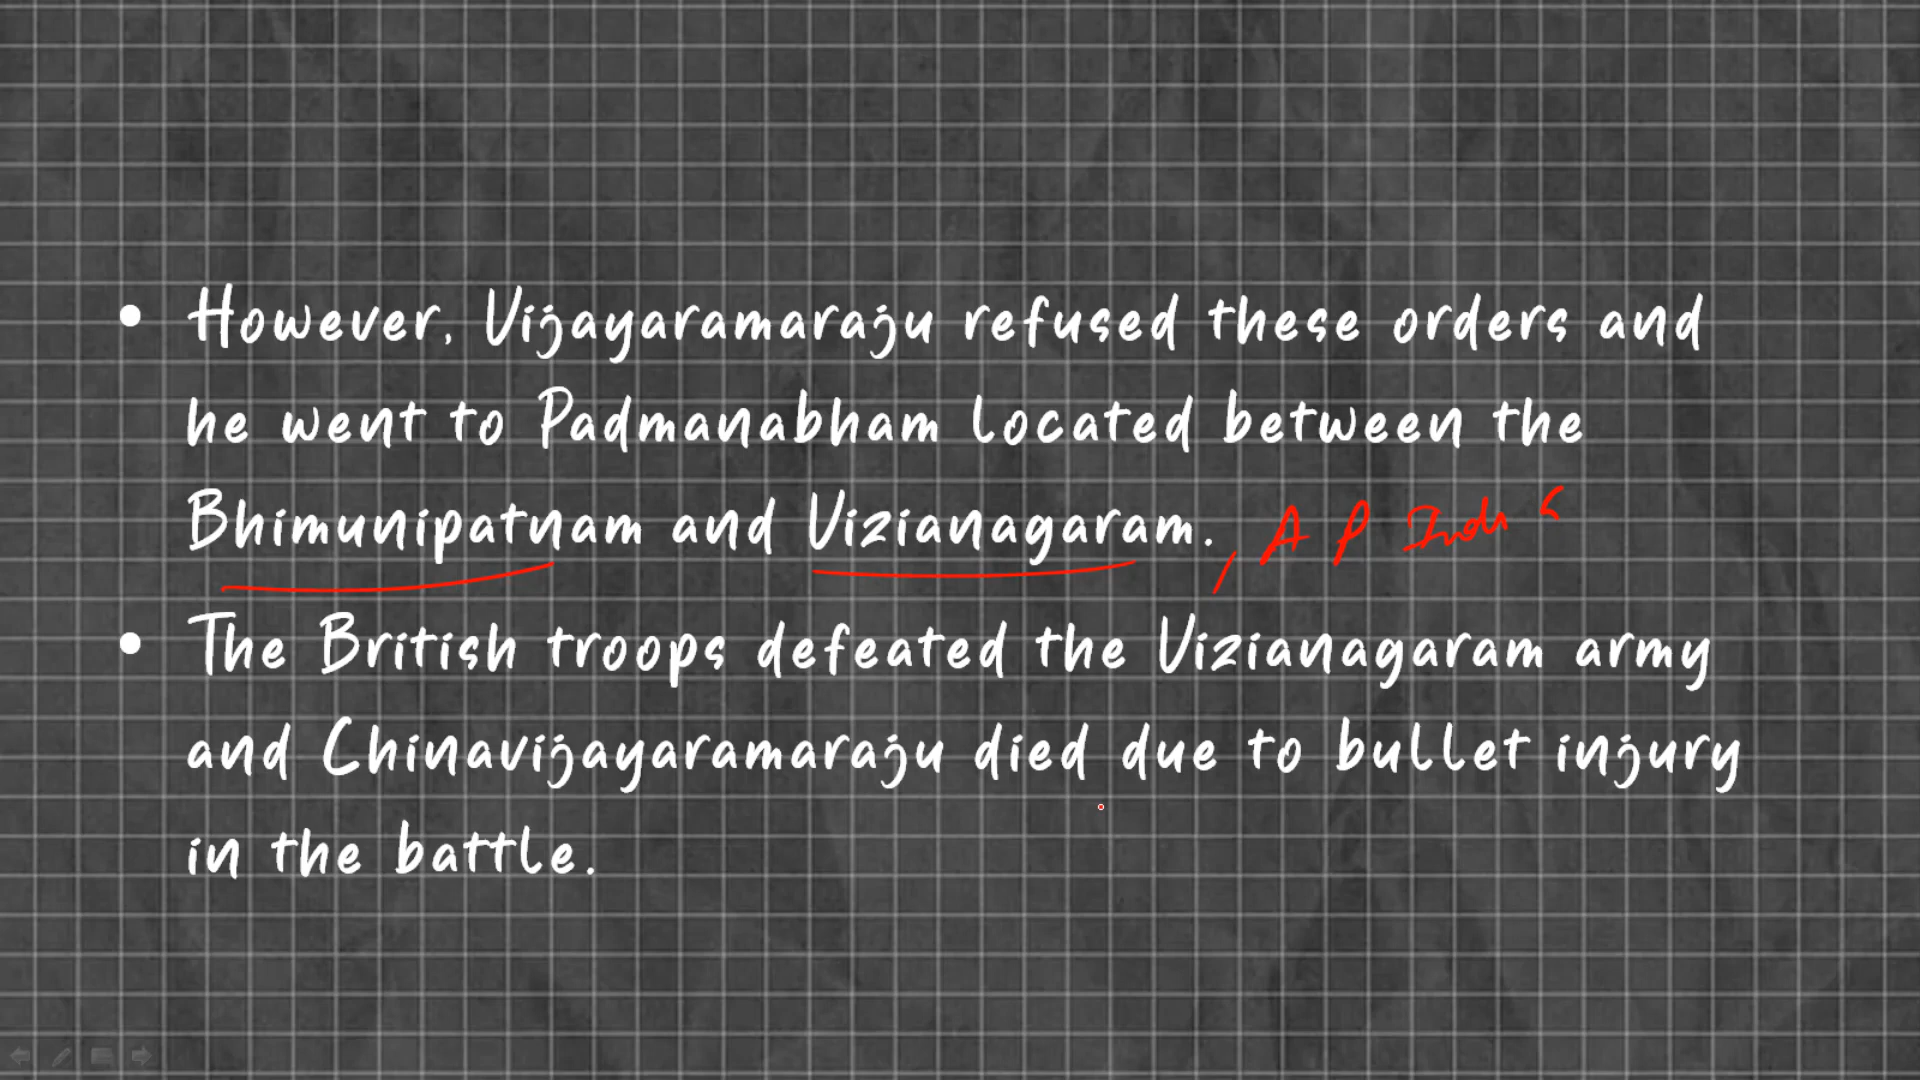 • However, Vijayaramaraju refused these orders and
he went to Padmanabham located between the
Bhimunipatnam and Vizianagaram. , A P India
• The British troops defeated the Vizianagaram army
and Chinavijayaramaraju died due to bullet injury
in the battle.